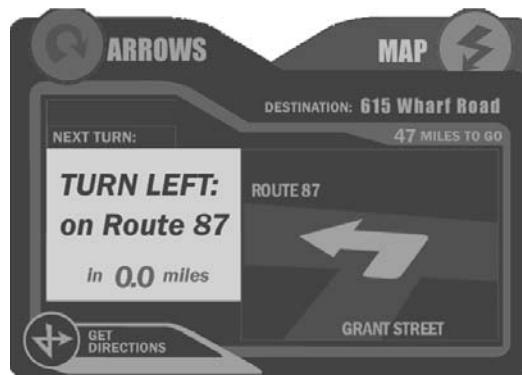 ARROWS
MAP
DESTINATION: 615 Wharf Road
47 MILES TO GO
NEXT TURN:
TURN LEFT:
on Route 87
in 0.0 miles
ROUTE 87
GRANT STREET
GET
DIRECTIONS